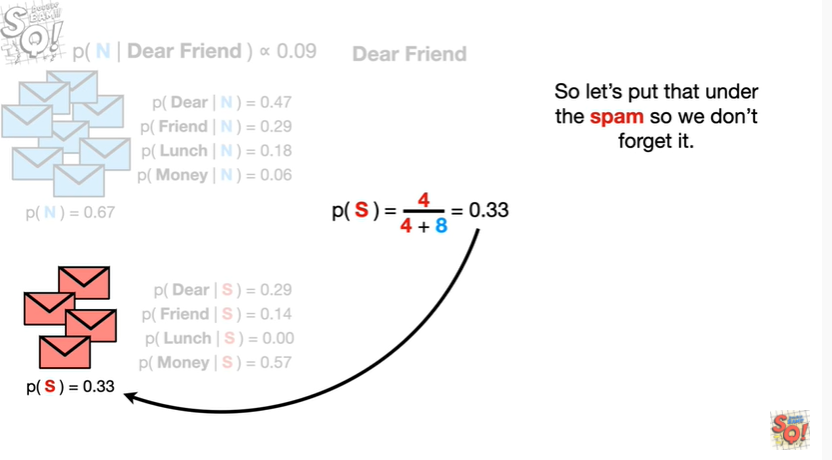 p( N | Dear Friend ) ∝ 0.09
Dear Friend
p( Dear | N ) = 0.47
p( Friend | N ) = 0.29
p( Lunch | N ) = 0.18
p( Money | N ) = 0.06
p( N ) = 0.67
So let’s put that under
the spam so we don’t
forget it.
p( S ) = 4 / 4 + 8 = 0.33
p( Dear | S ) = 0.29
p( Friend | S ) = 0.14
p( Lunch | S ) = 0.00
p( Money | S ) = 0.57
p( S ) = 0.33